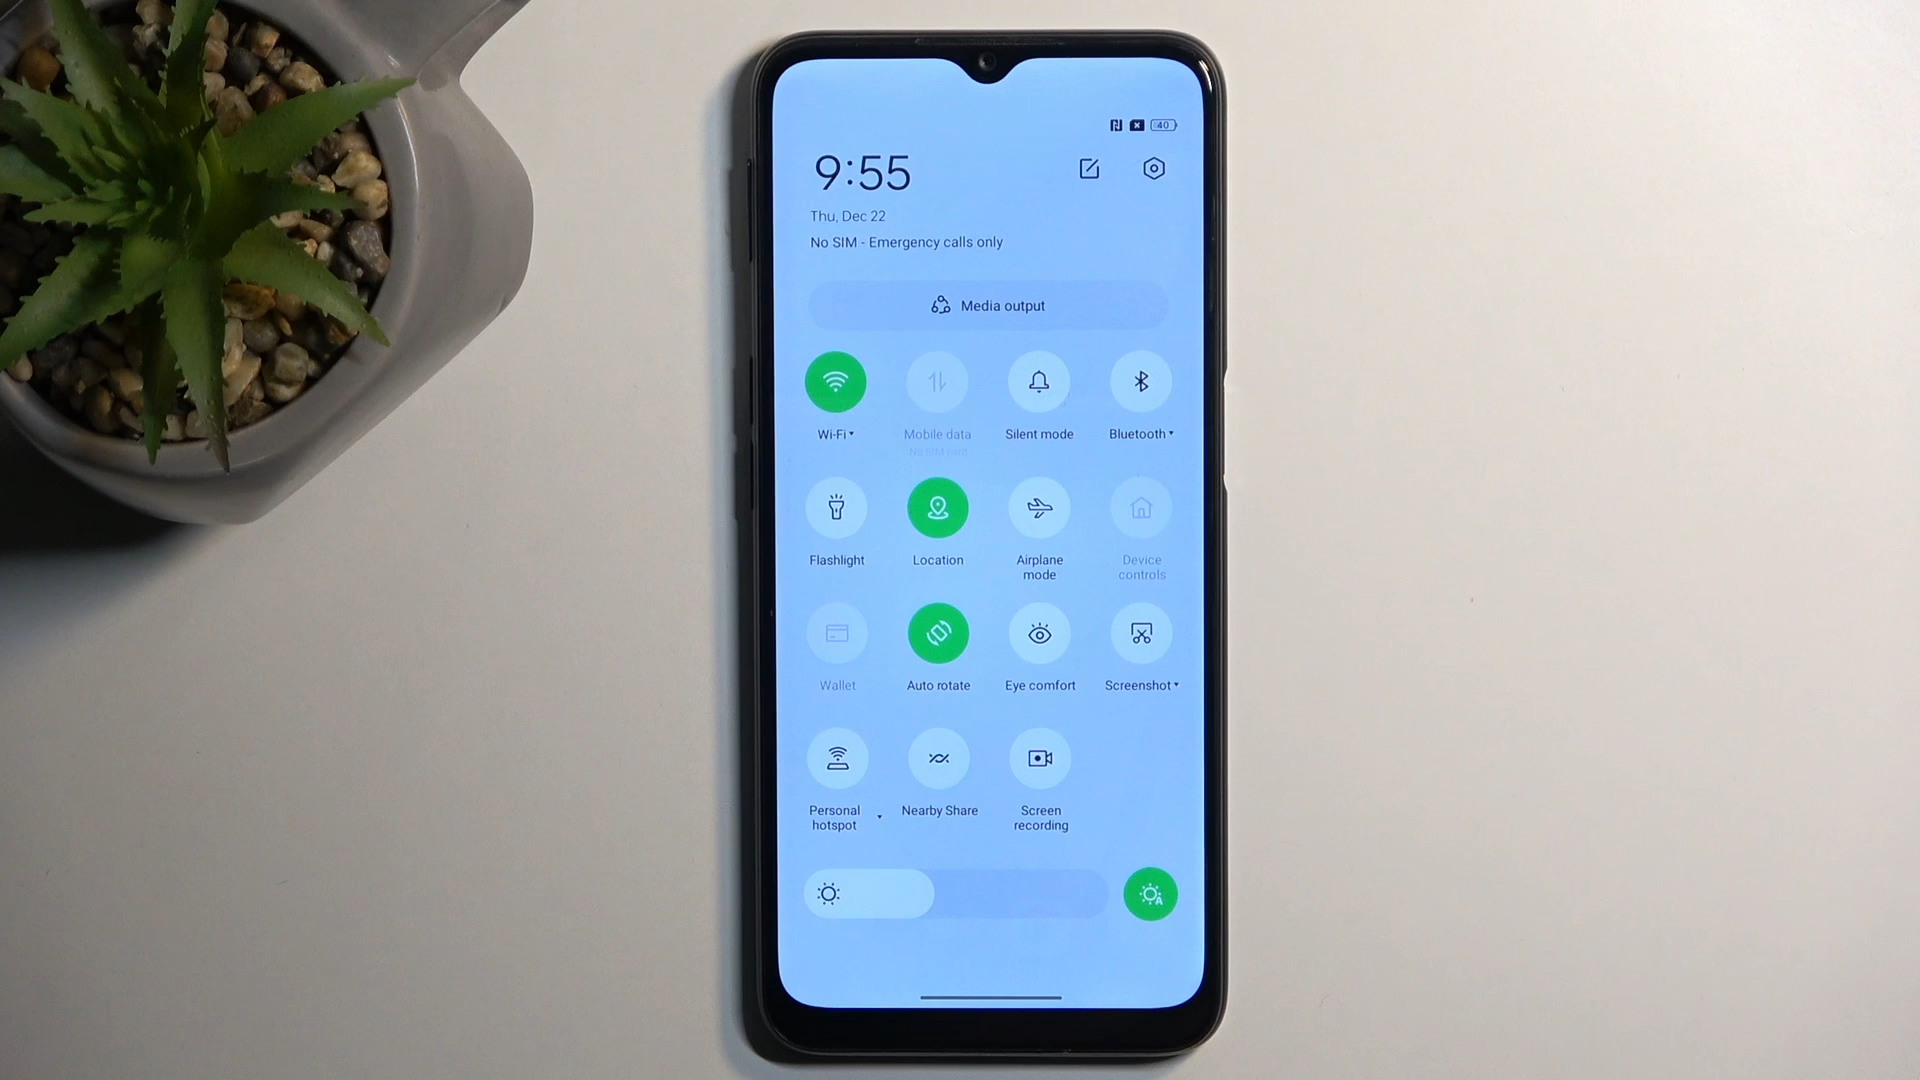 40
9:55
Thu, Dec 22
No SIM - Emergency calls only
Media output
Wi-Fi
Mobile data
No SIM card
Silent mode
Bluetooth
Flashlight
Location
Airplane
mode
Device
controls
Wallet
Auto rotate
Eye comfort
Screenshot
Personal
hotspot
Nearby Share
Screen
recording